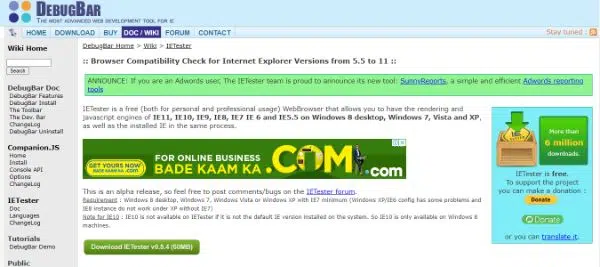 DEBUGBAR
THE MOST ADVANCED WEB DEVELOPMENT TOOL FOR IE
HOME DOWNLOAD BUY DOC / WIKI FORUM CONTACT Stay tuned :
Wiki Home
Search
DebugBar Doc
DebugBar Features
DebugBar Install
The Toolbar
The Dev. Bar
ChangeLog
DebugBar Uninstall
Companion.JS
Home
Install
Console API
Options
ChangeLog
IETester
Doc
Languages
ChangeLog
Tutorials
DebugBar Demo
DebugBar Home > Wiki > IETester
:: Browser Compatibility Check for Internet Explorer Versions from 5.5 to 11 ::
ANNOUNCE: If you are an Adwords user, The IETester team is proud to announce its new tool: SunnyReports, a simple and efficient Adwords reporting
tools
IETester is a free (both for personal and professional usage) WebBrowser that allows you to have the rendering and
javascript engines of IE11, IE10, IE9, IE8, IE7 IE 6 and IE5.5 on Windows 8 desktop, Windows 7, Vista and XP,
as well as the installed IE in the same process.
GET YOURS NOW
FOR ONLINE BUSINESS
BADE KAAM KA
.COM
.com
This is an alpha release, so feel free to post comments/bugs on the IETester forum.
Requirement : Windows 8 desktop, Windows 7, Windows Vista or Windows XP with IE7 minimum (Windows XP/IE6 config has some problems and
IE8 instance do not work under XP without IE7)
Note for IE10 : IE10 is not available on IETester if it is not the default IE version installed on the system. So IE10 is only available on Windows 8
machines.
Download IETester v0.5.4 (60MB)
More than
6 million
downloads.
IETester is free.
To support the project
you can make a donation :
Donate
Donate
or you can translate it.